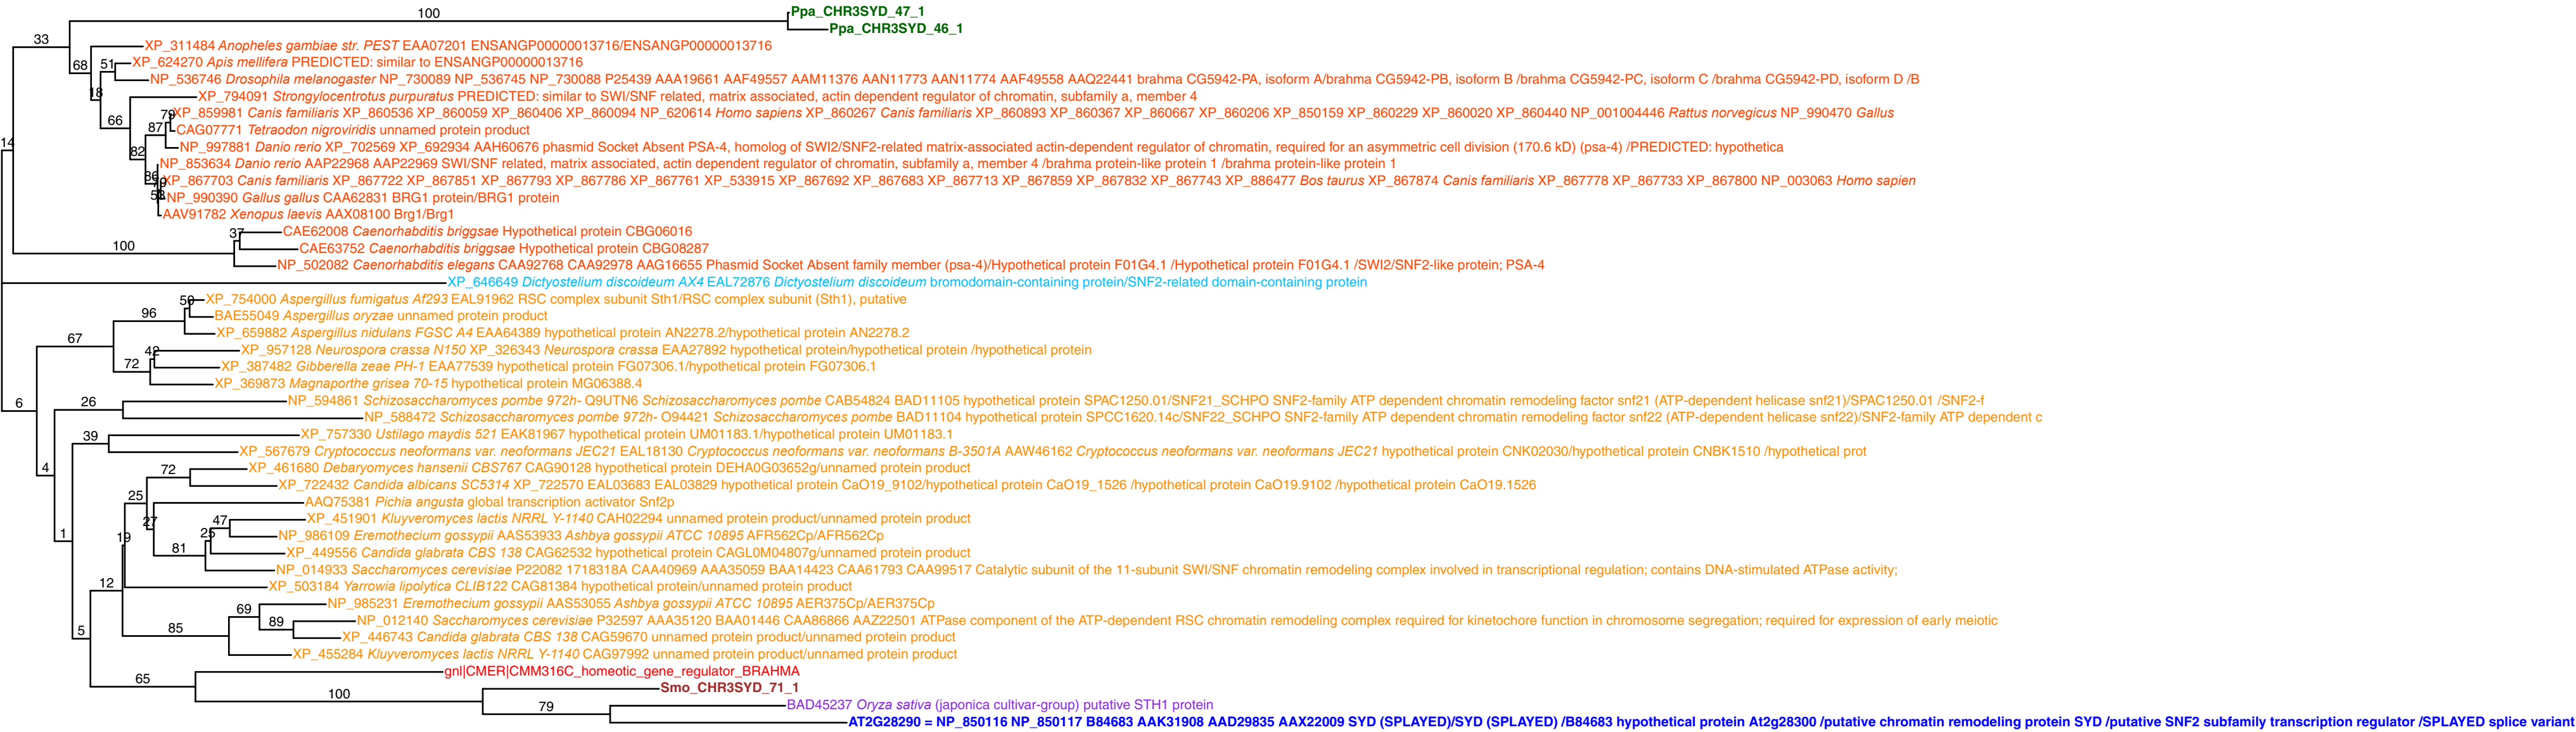 100
Ppa_CHR3SYD_47_1
Ppa_CHR3SYD_46_1
33
XP_311484 Anopheles gambiae str. PEST EAA07201 ENSANGP00000013716/ENSANGP00000013716
68
51
XP_624270 Apis mellifera PREDICTED: similar to ENSANGP00000013716
NP_536746 Drosophila melanogaster NP_730089 NP_536745 NP_730088 P25439 AAA19661 AAF49557 AAM11376 AAN11773 AAN11774 AAF49558 AAQ22441 brahma CG5942-PA, isoform A/brahma CG5942-PB, isoform B /brahma CG5942-PC, isoform C /brahma CG5942-PD, isoform D /B
18
XP_794091 Strongylocentrotus purpuratus PREDICTED: similar to SWI/SNF related, matrix associated, actin dependent regulator of chromatin, subfamily a, member 4
66
79
XP_859981 Canis familiaris XP_860536 XP_860059 XP_860406 XP_860094 NP_620614 Homo sapiens XP_860267 Canis familiaris XP_860893 XP_860367 XP_860667 XP_860206 XP_850159 XP_860229 XP_860020 XP_860440 NP_001004446 Rattus norvegicus NP_990470 Gallus
87
CAG07771 Tetraodon nigroviridis unnamed protein product
14
82
NP_997881 Danio rerio XP_702569 XP_692934 AAH60676 phasmid Socket Absent PSA-4, homolog of SWI2/SNF2-related matrix-associated actin-dependent regulator of chromatin, required for an asymmetric cell division (170.6 kD) (psa-4) /PREDICTED: hypothetica
NP_853634 Danio rerio AAP22968 AAP22969 SWI/SNF related, matrix associated, actin dependent regulator of chromatin, subfamily a, member 4 /brahma-like protein 1 /brahma protein-like protein 1
XP_867703 Canis familiaris XP_867722 XP_867851 XP_867793 XP_867786 XP_867761 XP_533915 XP_867692 XP_867683 XP_867713 XP_867859 XP_867832 XP_867743 XP_886477 Bos taurus XP_867874 Canis familiaris XP_867778 XP_867733 XP_867800 NP_003063 Homo sapien
NP_990390 Gallus gallus CAA62831 BRG1 protein/BRG1 protein
AAV91782 Xenopus laevis AAX08100 Brg1/Brg1
37
CAE62008 Caenorhabditis briggsae Hypothetical protein CBG06016
100
CAE63752 Caenorhabditis briggsae Hypothetical protein CBG08287
NP_502082 Caenorhabditis elegans CAA92768 CAA92978 AAG16655 Phasmid Socket Absent family member (psa-4)/Hypothetical protein F01G4.1 /Hypothetical protein F01G4.1 /SWI2/SNF2-like protein; PSA-4
XP_646649 Dictyostelium discoideum AX4 EAL72876 Dictyostelium discoideum bromodomain-containing protein/SNF2-related domain-containing protein
50
XP_754000 Aspergillus fumigatus Af293 EAL91962 RSC complex subunit Sth1/RSC complex subunit (Sth1), putative
96
BAE55049 Aspergillus oryzae unnamed protein product
XP_659882 Aspergillus nidulans FGSC A4 EAA64389 hypothetical protein AN2278.2/hypothetical protein AN2278.2
67
42
XP_957128 Neurospora crassa N150 XP_326343 Neurospora crassa EAA27892 hypothetical protein/hypothetical protein /hypothetical protein
72
XP_387482 Gibberella zeae PH-1 EAA77539 hypothetical protein FG07306.1/hypothetical protein FG07306.1
XP_369873 Magnaporthe grisea 70-15 hypothetical protein MG06388.4
6
26
NP_594861 Schizosaccharomyces pombe 972h- Q9UTN6 Schizosaccharomyces pombe CAB54824 BAD11105 hypothetical protein SPAC1250.01/SNF21_SCHPO SNF2-family ATP dependent chromatin remodeling factor snf21 (ATP-dependent helicase snf21)/SPAC1250.01 /SNF2-f
NP_588472 Schizosaccharomyces pombe 972h- O94421 Schizosaccharomyces pombe BAD11104 hypothetical protein SPCC1620.14c/SNF22_SCHPO SNF2-family ATP dependent chromatin remodeling factor snf22 (ATP-dependent helicase snf22)/SNF2-family ATP dependent c
39
XP_757330 Ustilago maydis 521 EAK81967 hypothetical protein UM01183.1/hypothetical protein UM01183.1
XP_567679 Cryptococcus neoformans var. neoformans JEC21 EAL18130 Cryptococcus neoformans var. neoformans B-3501A AAW46162 Cryptococcus neoformans var. neoformans JEC21 hypothetical protein CNK02030/hypothetical protein CNBK1510 /hypothetical prot
4
72
XP_461680 Debaryomyces hansenii CBS767 CAG90128 hypothetical protein DEHA0G03652g/unnamed protein product
XP_722432 Candida albicans SC5314 XP_722570 EAL03683 EAL03829 hypothetical protein CaO19_9102/hypothetical protein CaO19_1526 /hypothetical protein CaO19.9102 /hypothetical protein CaO19.1526
25
AAQ75381 Pichia angusta global transcription activator Snf2p
27
47
XP_451901 Kluyveromyces lactis NRRL Y-1140 CAH02294 unnamed protein product/unnamed protein product
1
19
25
NP_986109 Eremothecium gossypii AAS53933 Ashbya gossypii ATCC 10895 AFR562Cp/AFR562Cp
81
XP_449556 Candida glabrata CBS 138 CAG62532 hypothetical protein CAGL0M04807g/unnamed protein product
NP_014933 Saccharomyces cerevisiae P22082 1718318A CAA40969 AAA35059 BAA14423 CAA61793 CAA99517 Catalytic subunit of the 11-subunit SWI/SNF chromatin remodeling complex involved in transcriptional regulation; contains DNA-stimulated ATPase activity;
12
XP_503184 Yarrowia lipolytica CLIB122 CAG81384 hypothetical protein/unnamed protein product
69
NP_985231 Eremothecium gossypii AAS53055 Ashbya gossypii ATCC 10895 AER375Cp/AER375Cp
5
85
89
NP_012140 Saccharomyces cerevisiae P32597 AAA35120 BAA01446 CAA86866 AAZ22501 ATPase component of the ATP-dependent RSC chromatin remodeling complex required for kinetochore function in chromosome segregation; required for expression of early meiotic
XP_446743 Candida glabrata CBS 138 CAG59670 unnamed protein product/unnamed protein product
XP_455284 Kluyveromyces lactis NRRL Y-1140 CAG97992 unnamed protein product/unnamed protein product
65
gnl|CMER|CMM316C_homeotic_gene_regulator_BRAHMA
100
Smo_CHR3SYD_71_1
79
BAD45237 Oryza sativa (japonica cultivar-group) putative STH1 protein
AT2G28290 = NP_850116 NP_850117 B84683 AAK31908 AAD29835 AAX22009 SYD (SPLAYED)/SYD (SPLAYED) /B84683 hypothetical protein At2g28300 /putative chromatin remodeling protein SYD /putative SNF2 subfamily transcription regulator /SPLAYED splice variant